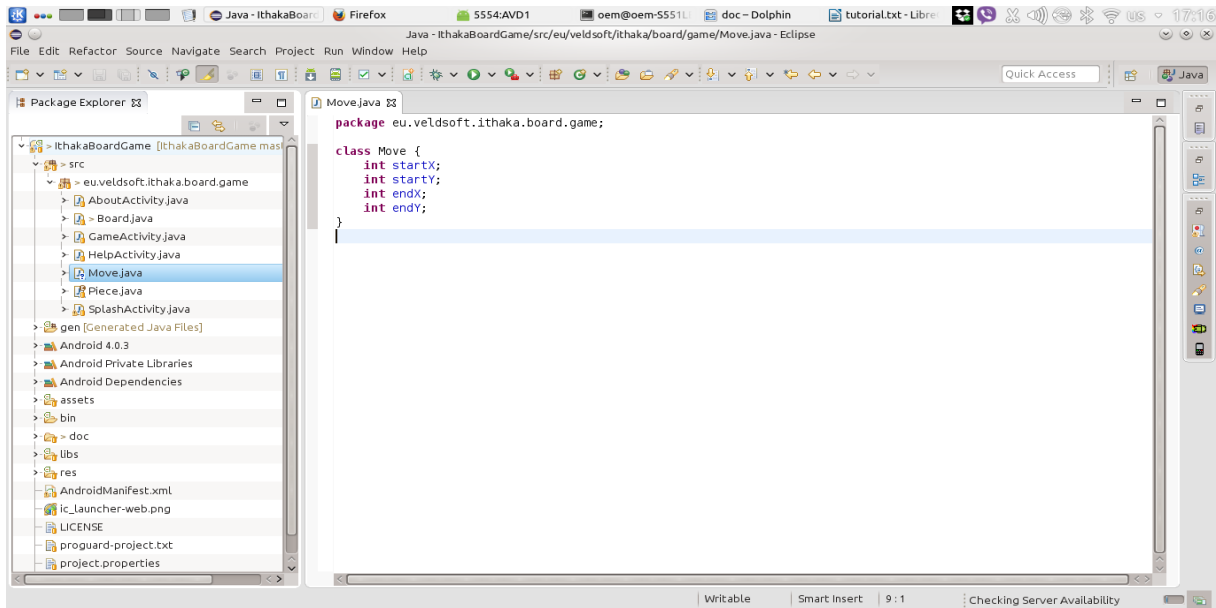 Java - IthakaBoard
Firefox
5554:AVD1
oem@oem-S551L
doc – Dolphin
tutorial.txt - Libre
us
17:16
Java - IthakaBoardGame/src/eu/veldsoft/ithaka/board/game/Move.java - Eclipse
File Edit Refactor Source Navigate Search Project Run Window Help
Quick Access
Java
Package Explorer
> IthakaBoardGame [IthakaBoardGame mast
> src
> eu.veldsoft.ithaka.board.game
AboutActivity.java
> Board.java
GameActivity.java
HelpActivity.java
Move.java
Piece.java
SplashActivity.java
gen [Generated Java Files]
Android 4.0.3
Android Private Libraries
Android Dependencies
assets
bin
> doc
libs
res
AndroidManifest.xml
ic_launcher-web.png
LICENSE
proguard-project.txt
project.properties
Move.java
package eu.veldsoft.ithaka.board.game;
class Move {
int startX;
int startY;
int endX;
int endY;
}
Writable
Smart Insert
9 : 1
Checking Server Availability